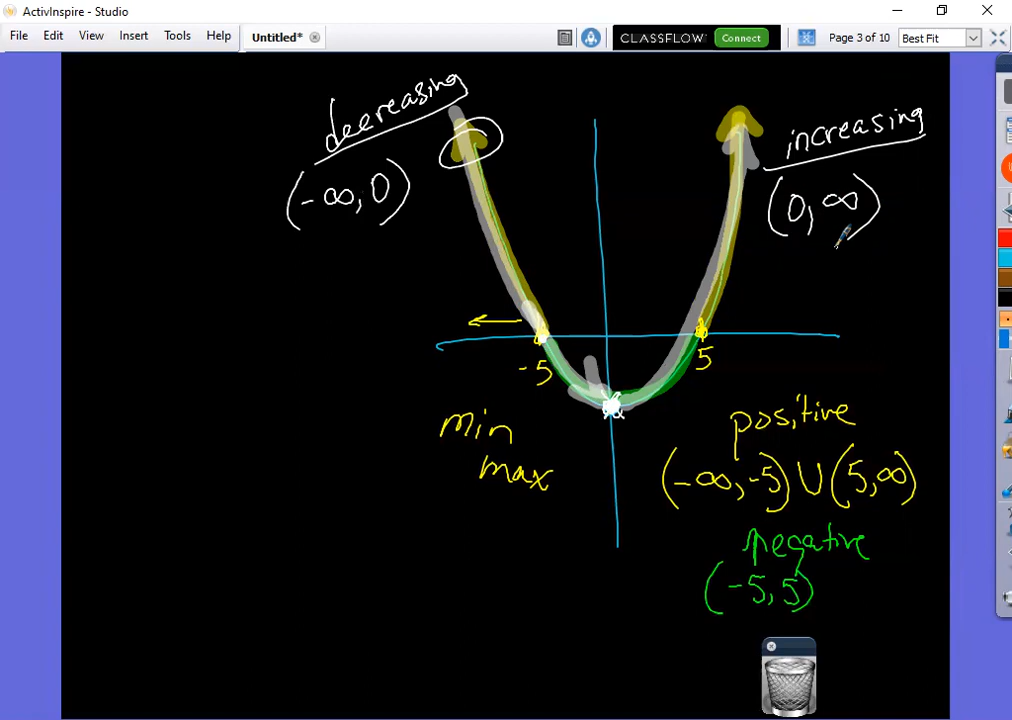 ActivInspire - Studio
File Edit View Insert Tools Help Untitled* CLASSFLOW Connect Page 3 of 10 Best Fit
decreasing
(-∞, 0)
increasing
(0, ∞)
-5
5
min
max
positive
(-∞, -5) U (5, ∞)
negative
(-5, 5)